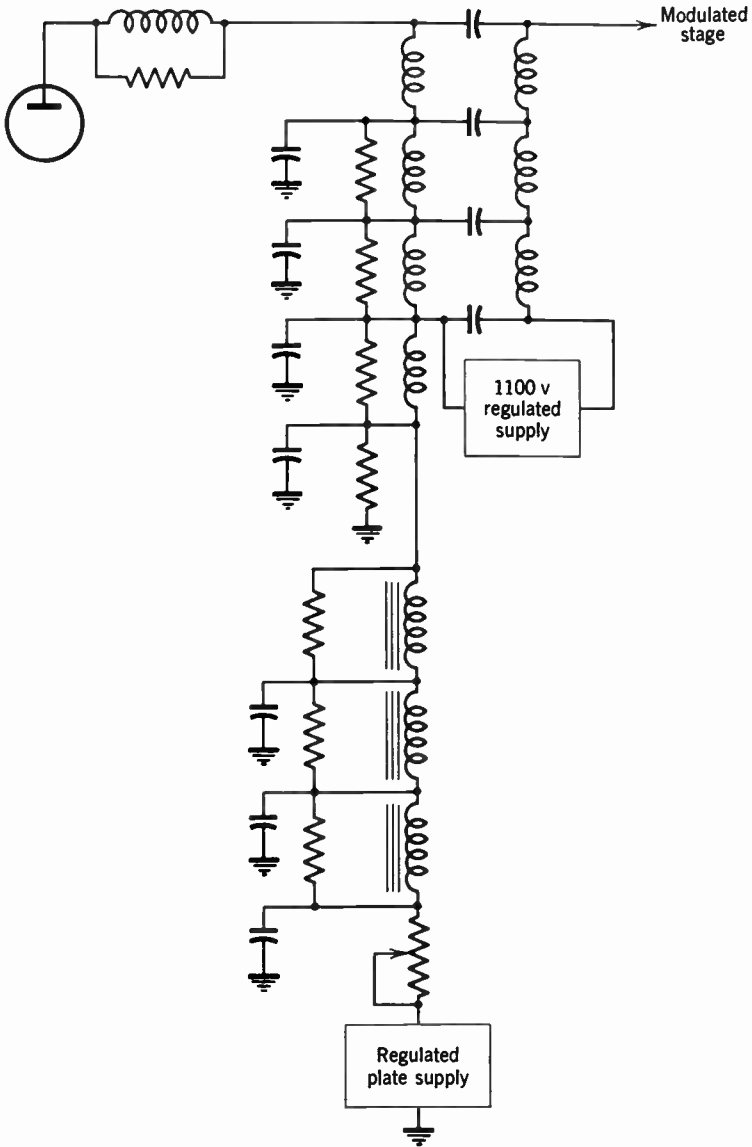 Modulated
stage
1100 v
regulated
supply
Regulated
plate supply